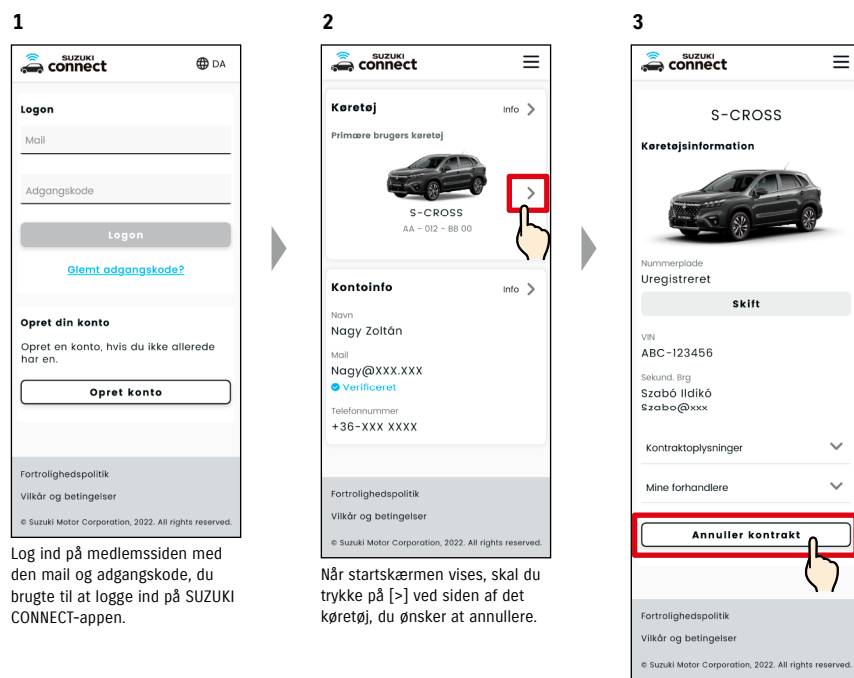 1
SUZUKI
connect
DA
Logon
Mail
Adgangskode
Logon
Glemt adgangskode?
Opret din konto
Opret en konto, hvis du ikke allerede
har en.
Opret konto
Fortrolighedspolitik
Vilkår og betingelser
© Suzuki Motor Corporation, 2022. All rights reserved.
Log ind på medlemssiden med
den mail og adgangskode, du
brugte til at logge ind på SUZUKI
CONNECT-appen.
2
SUZUKI
connect
Køretøj
Info
Primære brugers køretøj
S-CROSS
AA - 012 - BB 00
Kontoinfo
Info
Navn
Nagy Zoltán
Mail
Nagy@XXX.XXX
Verificeret
Telefonnummer
+36-XXX XXXX
Fortrolighedspolitik
Vilkår og betingelser
© Suzuki Motor Corporation, 2022. All rights reserved.
Når startskærmen vises, skal du
trykke på [>] ved siden af det
køretøj, du ønsker at annullere.
3
SUZUKI
connect
S-CROSS
Køretøjsinformation
Nummerplade
Uregistreret
Skift
VIN
ABC-123456
Sekund. Brg
Szabó Ildikó
Szabo@xxx
Kontraktoplysninger
Mine forhandlere
Annuller kontrakt
Fortrolighedspolitik
Vilkår og betingelser
© Suzuki Motor Corporation, 2022. All rights reserved.